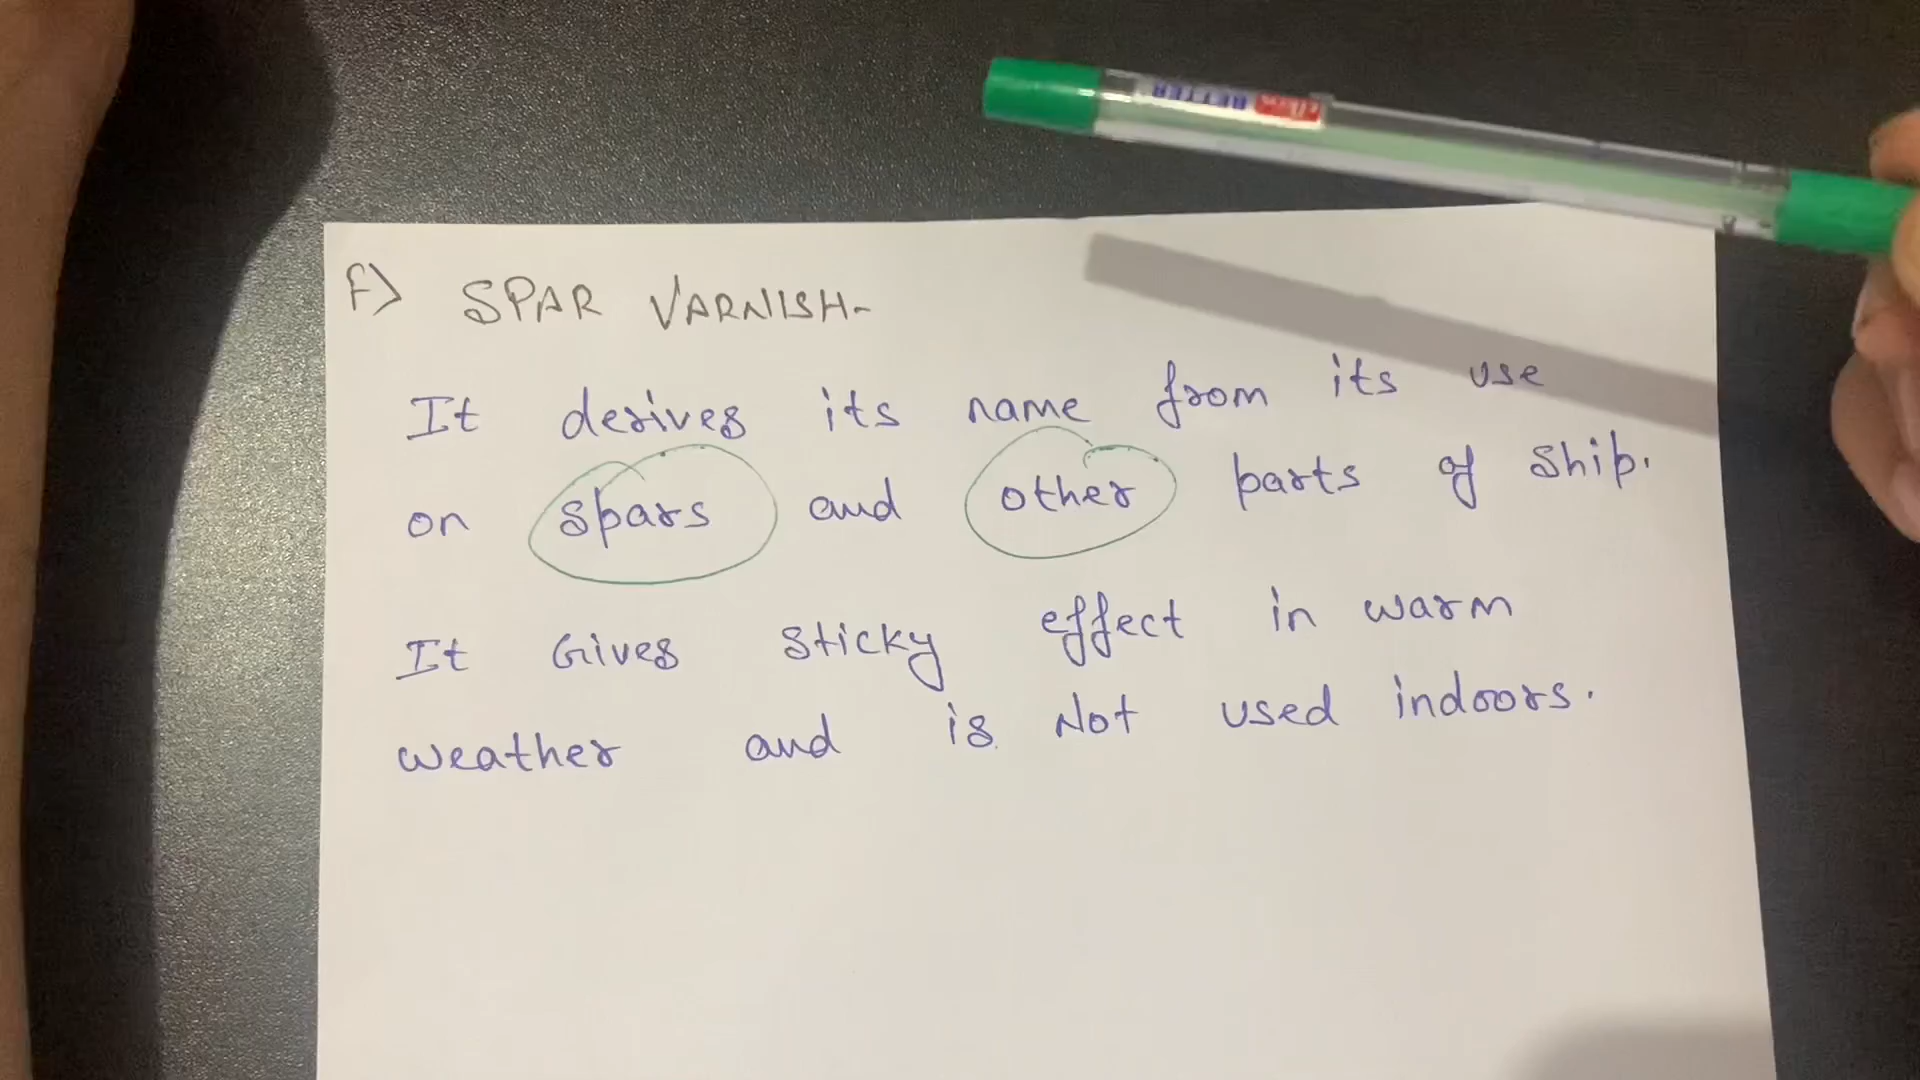 BETTER
F) SPAR VARNISH-
It derives its name from its use
on spars and other parts of ship.
It Gives sticky effect in warm
weather and is Not used indoors.